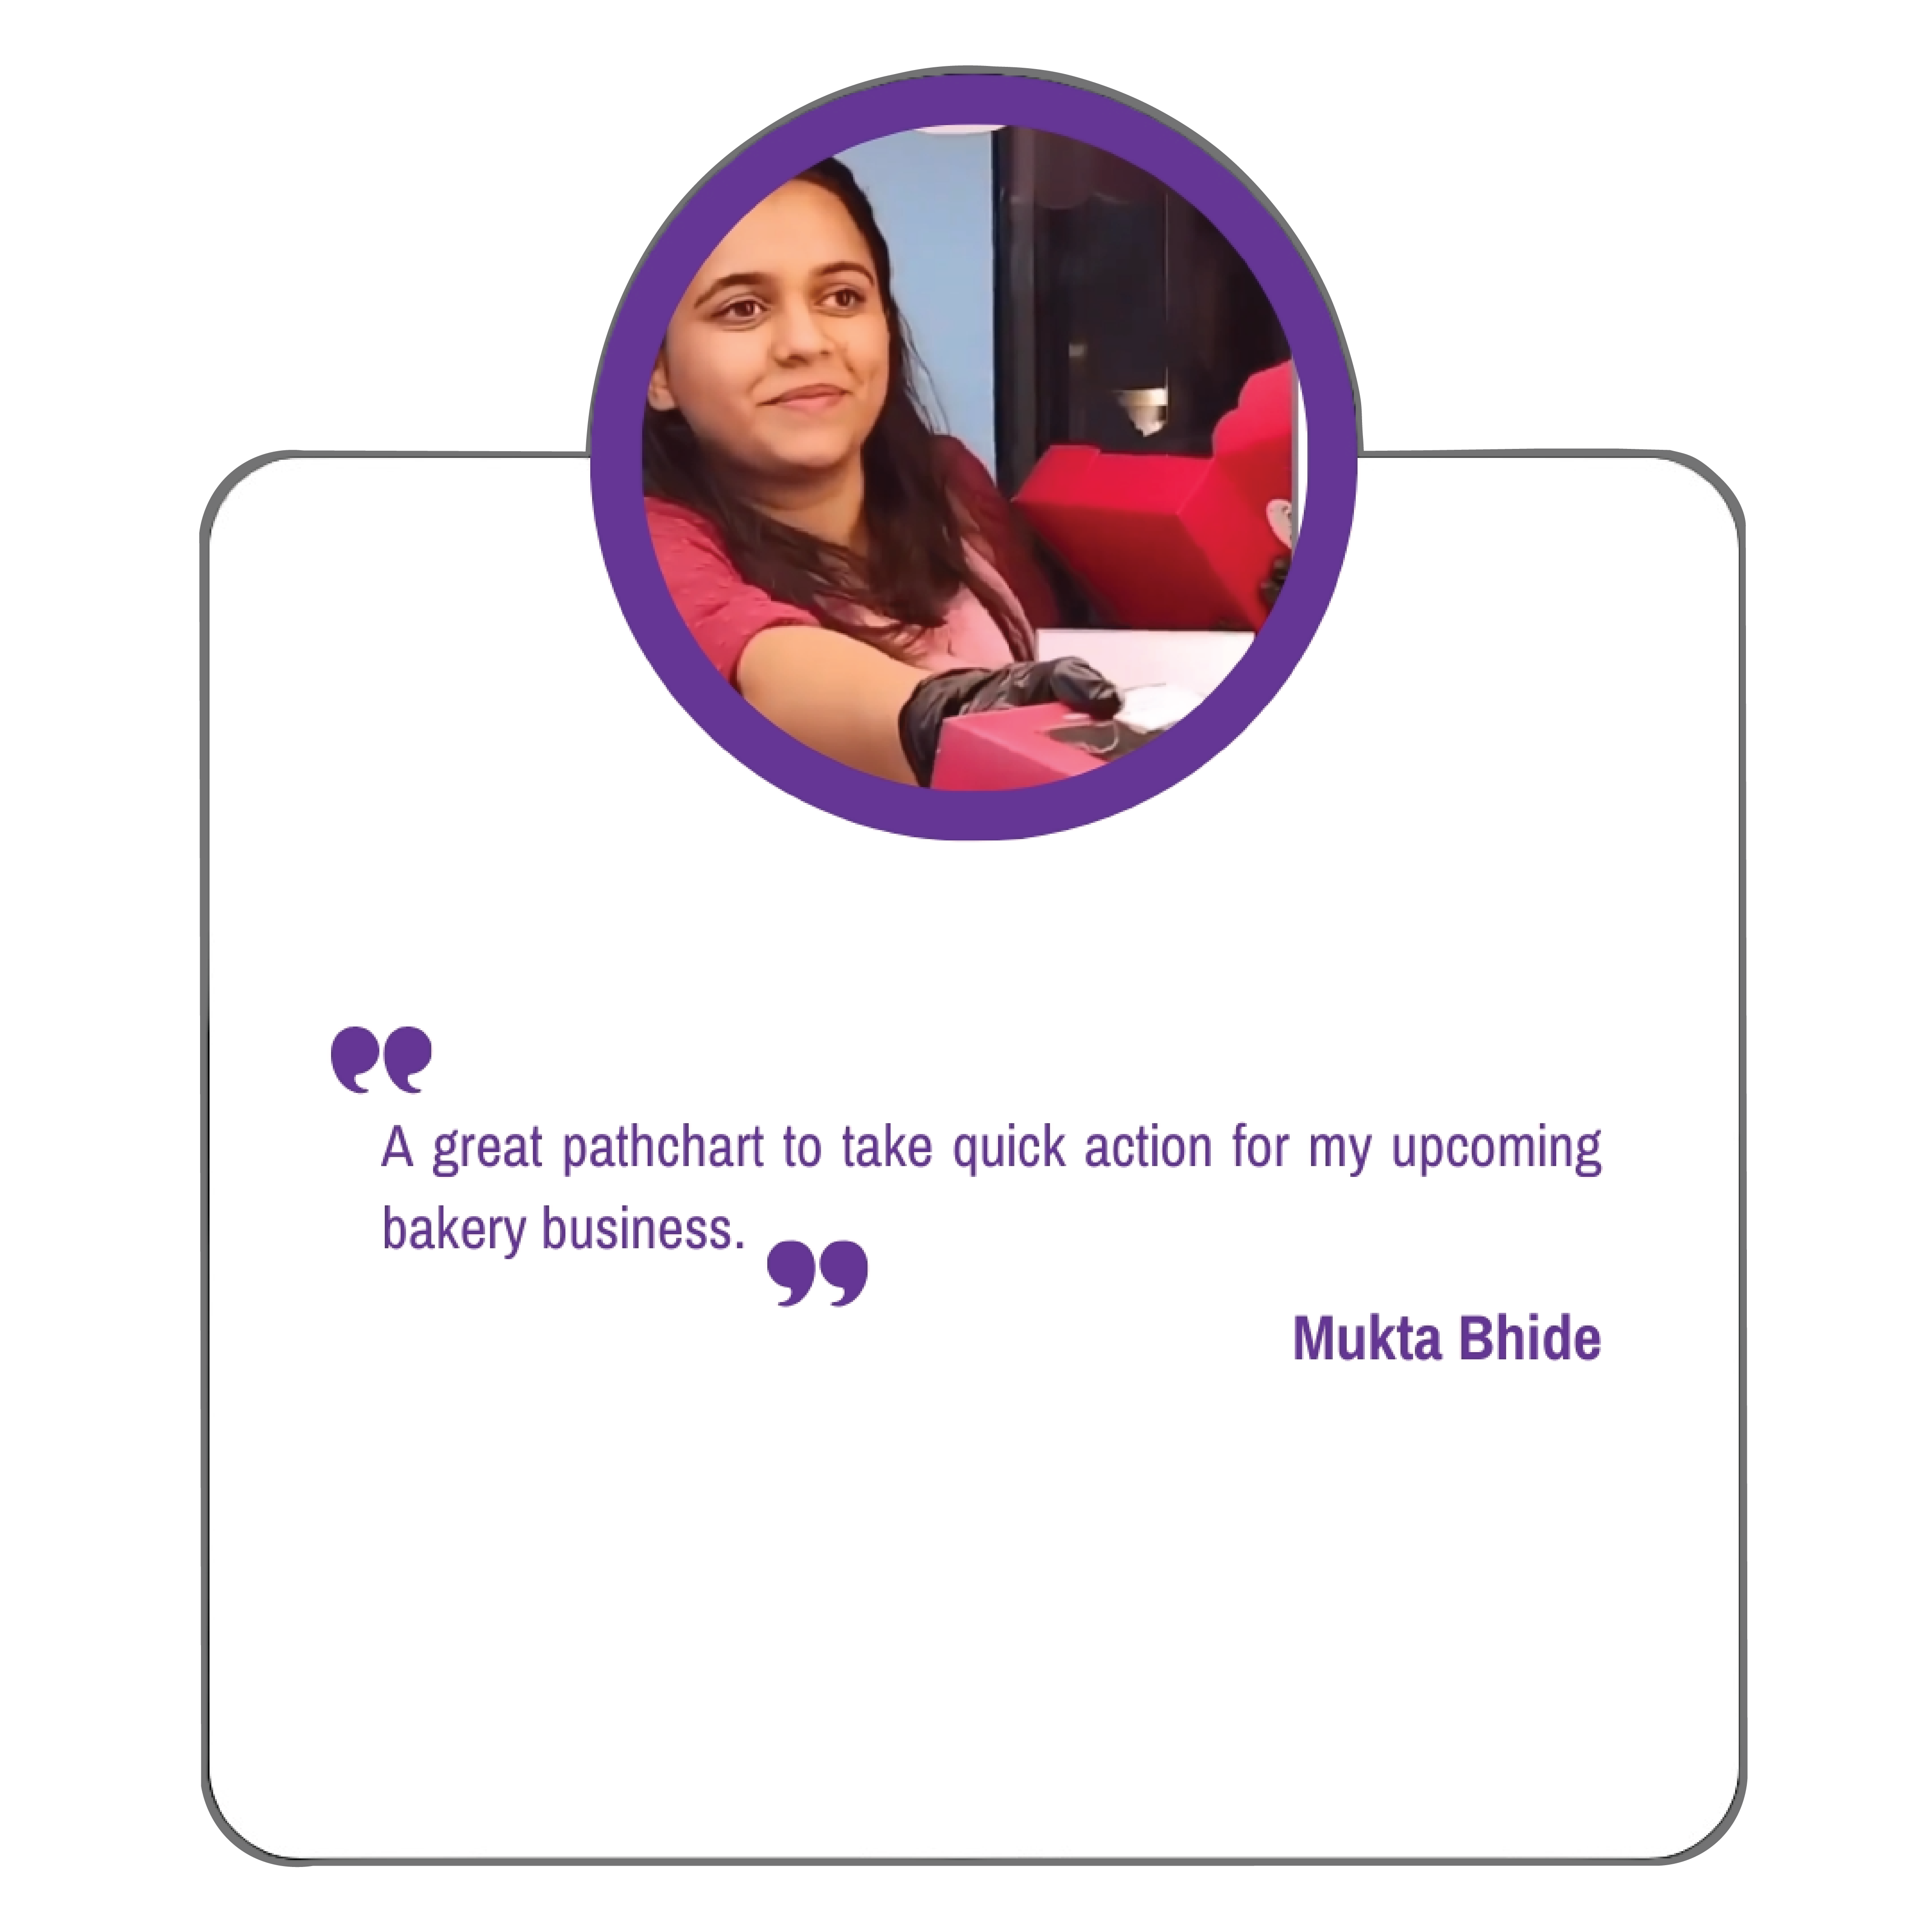 A great pathchart to take quick action for my upcoming
bakery business.
Mukta Bhide